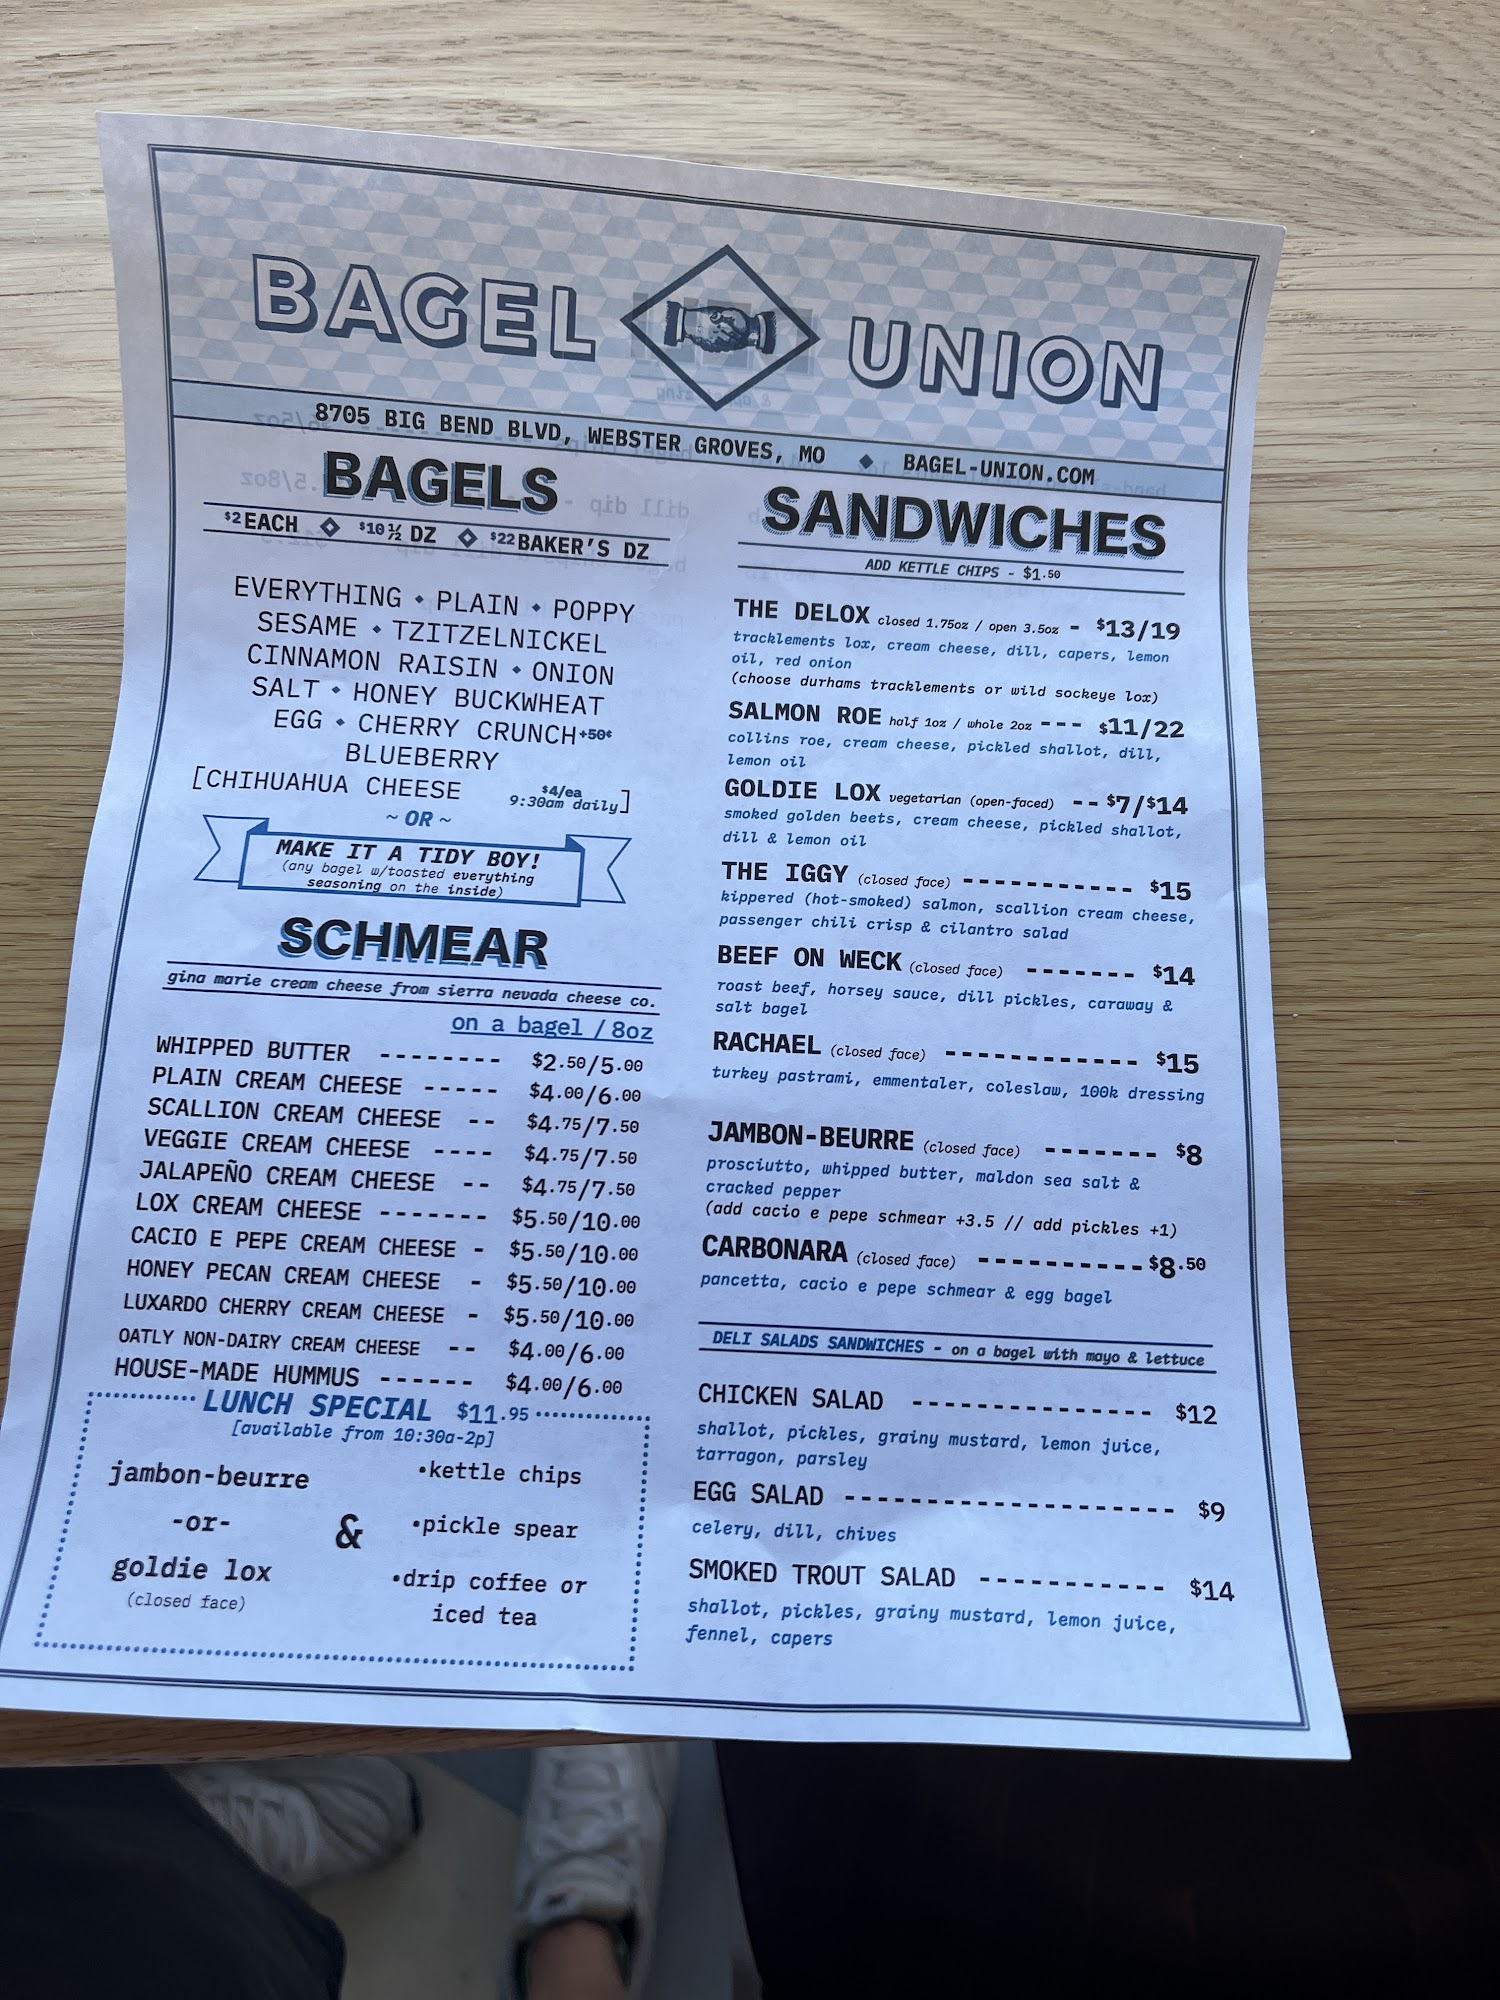 BAGEL UNION
8705 BIG BEND BLVD, WEBSTER GROVES, MO ◆ BAGEL-UNION.COM
BAGELS
$2 EACH ◇ $10 ½ DZ ◇ $22 BAKER'S DZ
EVERYTHING ◆ PLAIN ◆ POPPY
SESAME ◆ TZITZELNICKEL
CINNAMON RAISIN ◆ ONION
SALT ◆ HONEY BUCKWHEAT
EGG ◆ CHERRY CRUNCH +50¢
BLUEBERRY
[CHIHUAHUA CHEESE $4/ea 9:30am daily]
~ OR ~
MAKE IT A TIDY BOY!
(any bagel w/toasted everything
seasoning on the inside)
SCHMEAR
gina marie cream cheese from sierra nevada cheese co.
on a bagel / 8oz
WHIPPED BUTTER -------- $2.50/5.00
PLAIN CREAM CHEESE ----- $4.00/6.00
SCALLION CREAM CHEESE -- $4.75/7.50
VEGGIE CREAM CHEESE ---- $4.75/7.50
JALAPEÑO CREAM CHEESE -- $4.75/7.50
LOX CREAM CHEESE ------- $5.50/10.00
CACIO E PEPE CREAM CHEESE - $5.50/10.00
HONEY PECAN CREAM CHEESE - $5.50/10.00
LUXARDO CHERRY CREAM CHEESE - $5.50/10.00
OATLY NON-DAIRY CREAM CHEESE -- $4.00/6.00
HOUSE-MADE HUMMUS ------ $4.00/6.00
LUNCH SPECIAL $11.95
[available from 10:30a-2p]
jambon-beurre
-or-
goldie lox
(closed face)
&
•kettle chips
•pickle spear
•drip coffee or
iced tea
SANDWICHES
ADD KETTLE CHIPS - $1.50
THE DELOX closed 1.75oz / open 3.5oz - $13/19
tracklements lox, cream cheese, dill, capers, lemon
oil, red onion
(choose durhams tracklements or wild sockeye lox)
SALMON ROE half 1oz / whole 2oz --- $11/22
collins roe, cream cheese, pickled shallot, dill,
lemon oil
GOLDIE LOX vegetarian (open-faced) -- $7/$14
smoked golden beets, cream cheese, pickled shallot,
dill & lemon oil
THE IGGY (closed face) ------------ $15
kippered (hot-smoked) salmon, scallion cream cheese,
passenger chili crisp & cilantro salad
BEEF ON WECK (closed face) ------- $14
roast beef, horsey sauce, dill pickles, caraway &
salt bagel
RACHAEL (closed face) ------------ $15
turkey pastrami, emmentaler, coleslaw, 100k dressing
JAMBON-BEURRE (closed face) ------- $8
prosciutto, whipped butter, maldon sea salt &
cracked pepper
(add cacio e pepe schmear +3.5 // add pickles +1)
CARBONARA (closed face) ---------- $8.50
pancetta, cacio e pepe schmear & egg bagel
DELI SALADS SANDWICHES - on a bagel with mayo & lettuce
CHICKEN SALAD --------------- $12
shallot, pickles, grainy mustard, lemon juice,
tarragon, parsley
EGG SALAD --------------------- $9
celery, dill, chives
SMOKED TROUT SALAD ----------- $14
shallot, pickles, grainy mustard, lemon juice,
fennel, capers